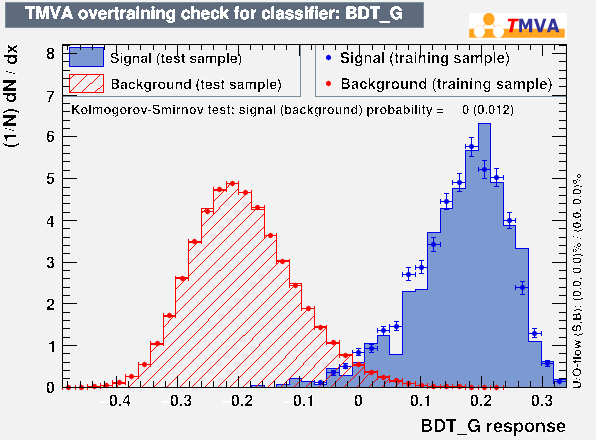 TMVA overtraining check for classifier: BDT_G
TMVA
Signal (test sample)
Background (test sample)
Signal (training sample)
Background (training sample)
Kolmogorov-Smirnov test: signal (background) probability = 0 (0.012)
(1/N) dN / dx
8
7
6
5
4
3
2
1
0
-0.4 -0.3 -0.2 -0.1 0 0.1 0.2 0.3
BDT_G response
U/O-flow (S,B): (0.0, 0.0)% / (0.0, 0.0)%